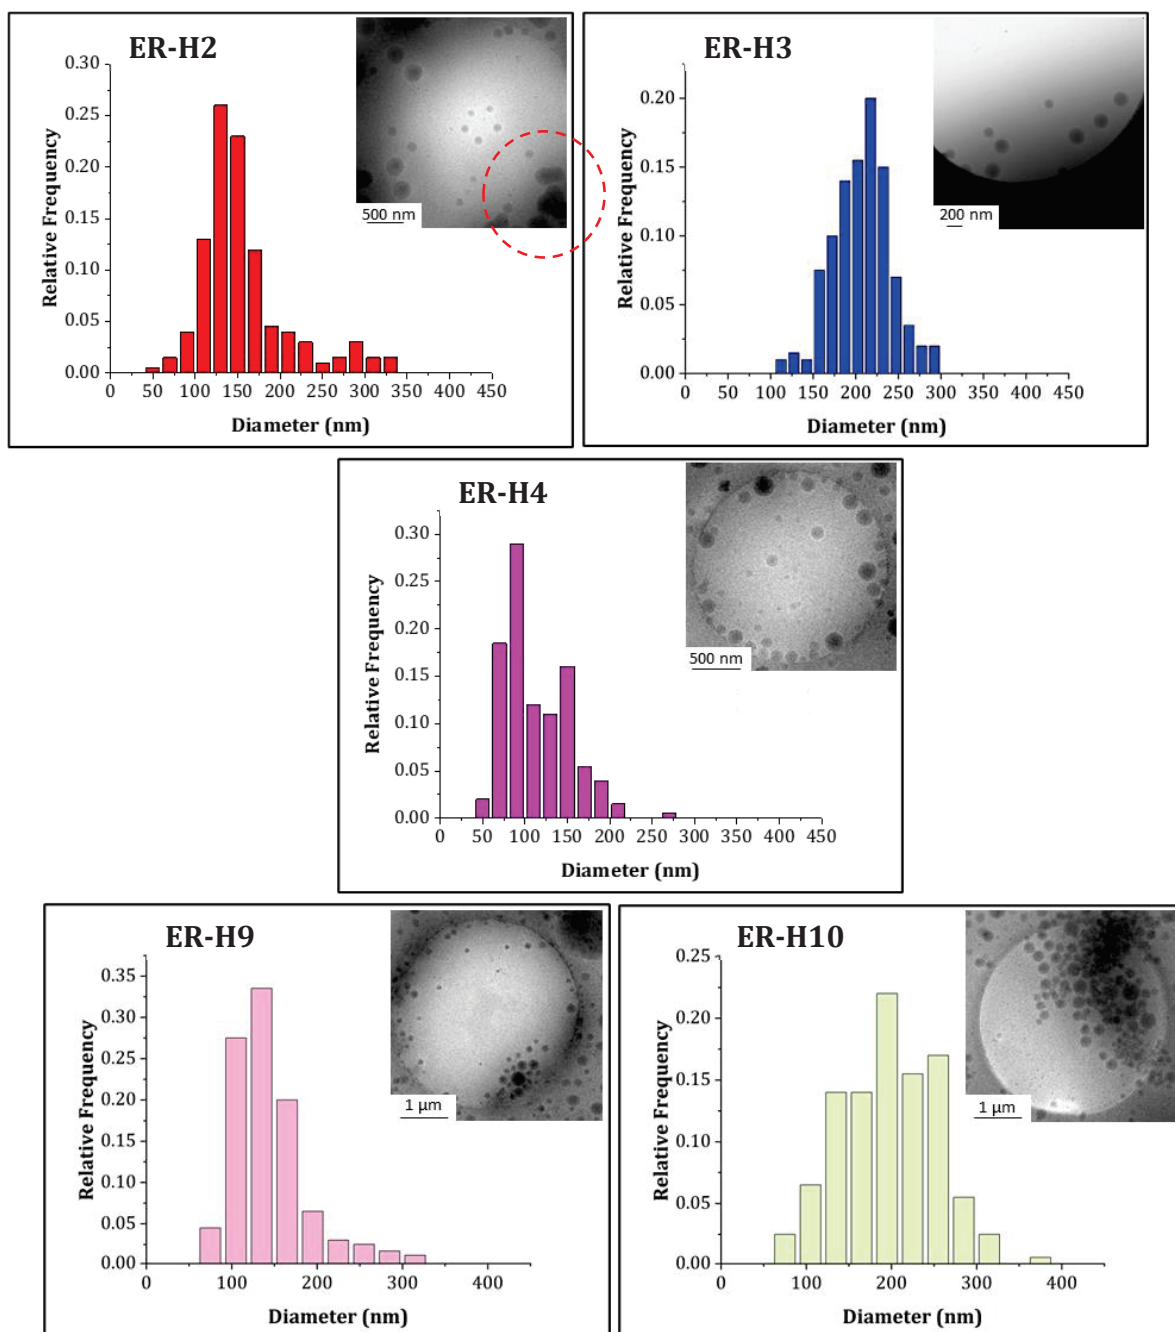 ER-H2
0.30
0.25
0.20
0.15
0.10
0.05
0.00
Relative Frequency
0 50 100 150 200 250 300 350 400 450
Diameter (nm)
500 nm
ER-H3
0.20
0.15
0.10
0.05
0.00
Relative Frequency
0 50 100 150 200 250 300 350 400 450
Diameter (nm)
200 nm
ER-H4
0.30
0.25
0.20
0.15
0.10
0.05
0.00
Relative Frequency
0 50 100 150 200 250 300 350 400 450
Diameter (nm)
500 nm
ER-H9
0.35
0.30
0.25
0.20
0.15
0.10
0.05
0.00
Relative Frequency
0 100 200 300 400
Diameter (nm)
1 µm
ER-H10
0.25
0.20
0.15
0.10
0.05
0.00
Relative Frequency
0 100 200 300 400
Diameter (nm)
1 µm